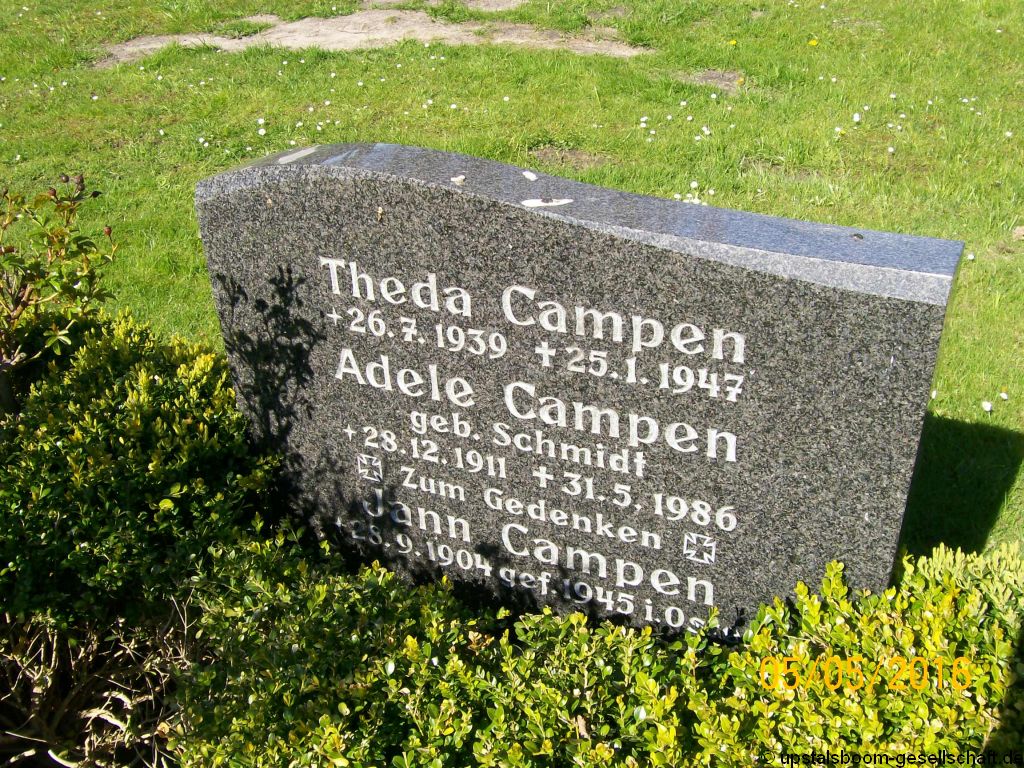 Theda Campen
+26.7.1939 ✝25.1.1947
Adele Campen
geb. Schmidt
+28.12.1911 ✝31.5.1986
Zum Gedenken
Jann Campen
+28.9.1904 gef. 1945 i.
05/05/2016
© upstalsboom-gesellschaft.de